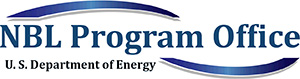 NBL Program Office
U. S. Department of Energy